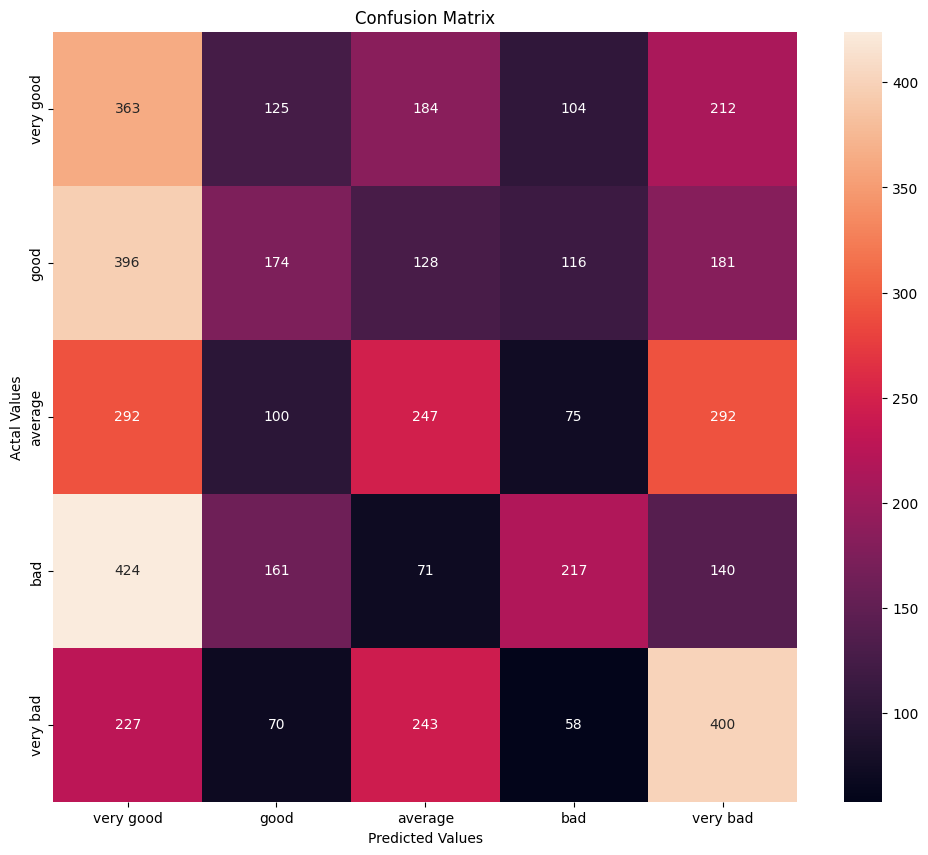 Confusion Matrix
very good
363 125 184 104 212
good
396 174 128 116 181
Actal Values
average
292 100 247 75 292
bad
424 161 71 217 140
very bad
227 70 243 58 400
very good good average bad very bad
Predicted Values
400
350
300
250
200
150
100